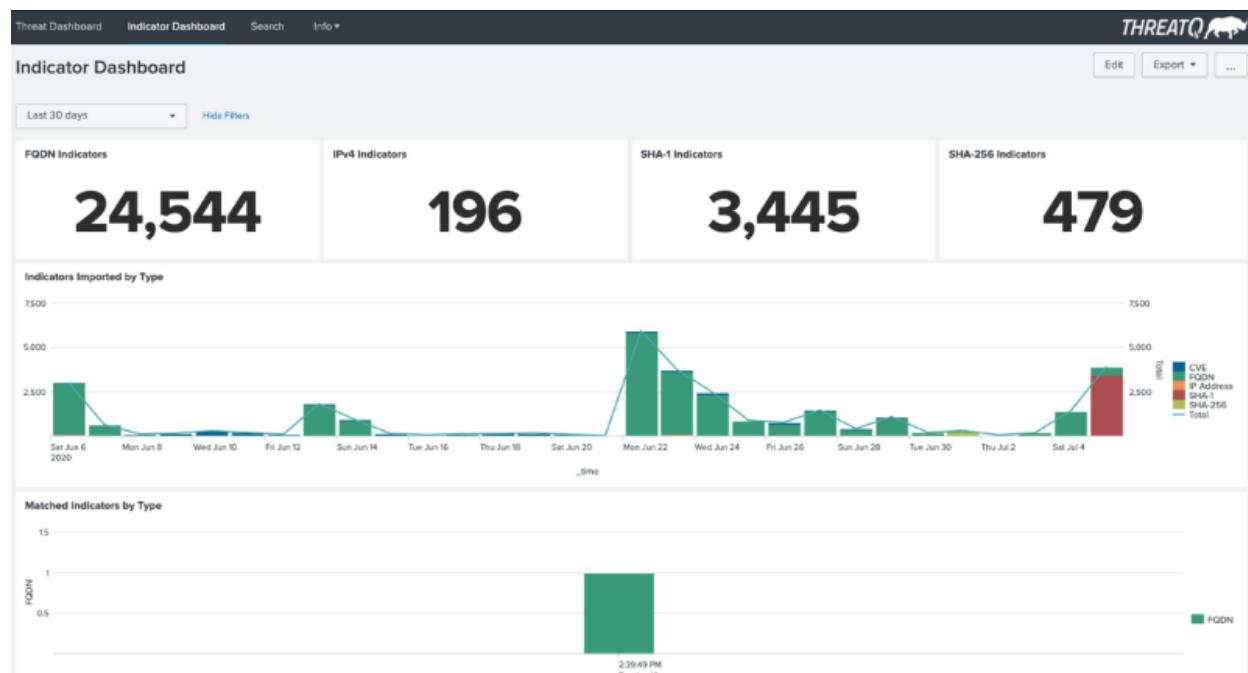 Threat Dashboard Indicator Dashboard Search Info
THREATQ
Indicator Dashboard
Edit Export ...
Last 30 days Hide Filters
FQDN Indicators IPv4 Indicators SHA-1 Indicators SHA-256 Indicators
24,544 196 3,445 479
Indicators Imported by Type
7,500 7,500
5,000 5,000
2,500 2,500
Total
CVE
FQDN
IP Address
SHA-1
SHA-256
Total
Sat Jun 6 Mon Jun 8 Wed Jun 10 Fri Jun 12 Sun Jun 14 Tue Jun 16 Thu Jun 18 Sat Jun 20 Mon Jun 22 Wed Jun 24 Fri Jun 26 Sun Jun 28 Tue Jun 30 Thu Jul 2 Sat Jul 4
2020
_time
Matched Indicators by Type
1.5
1
0.5
FQDN
FQDN
2:39:49 PM